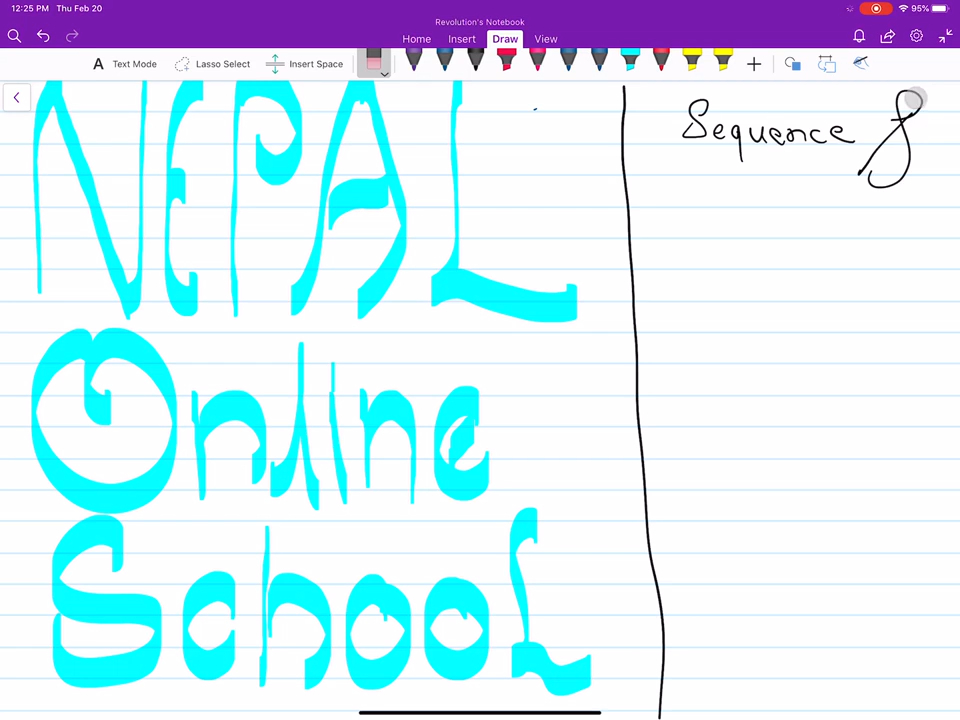 12:25 PM Thu Feb 20
95%
Revolution's Notebook
Home Insert Draw View
Text Mode Lasso Select Insert Space
NEPAL
Online
School
Sequence &